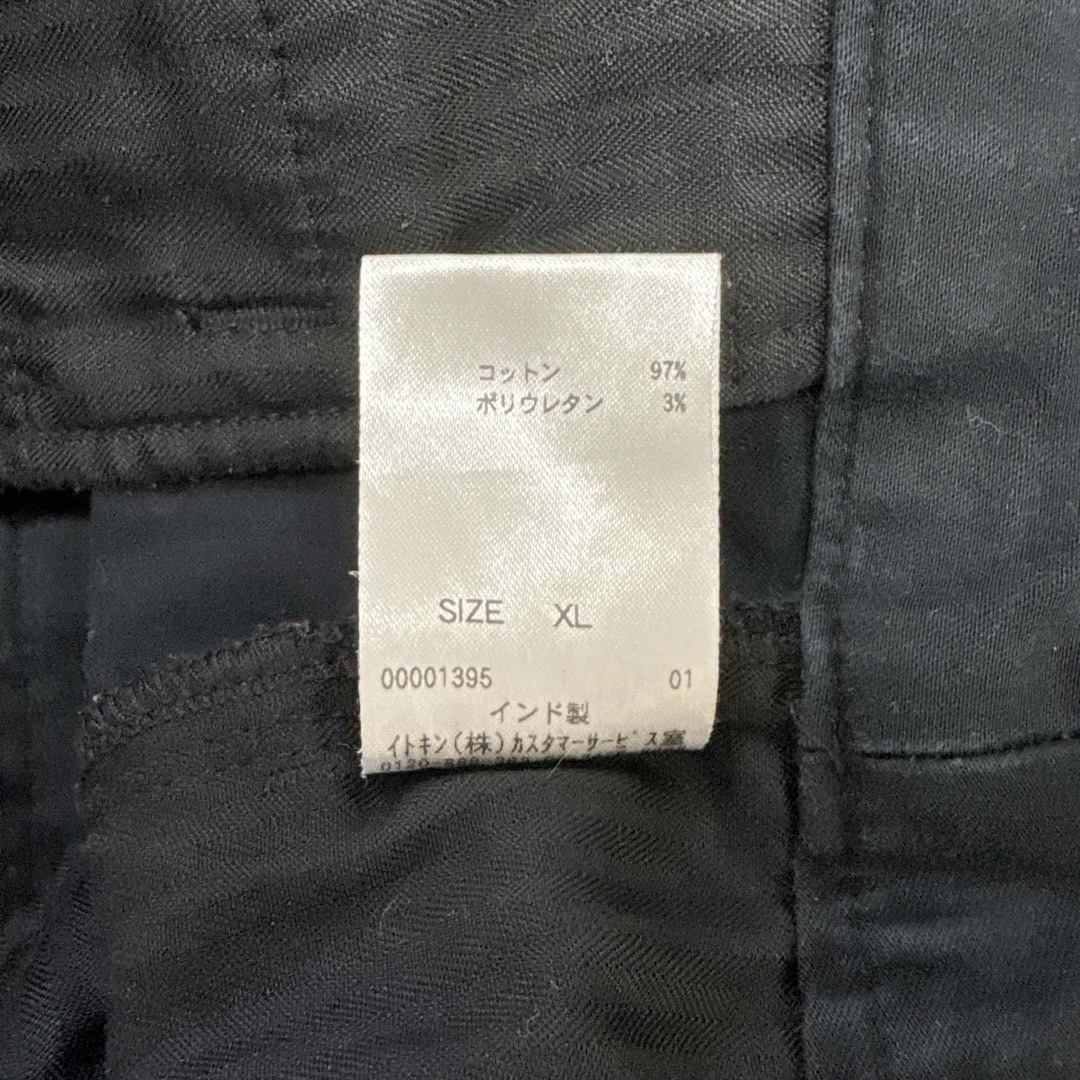 コットン 97%
ポリウレタン 3%
SIZE XL
00001395 01
インド製
イトキン(株)カスタマーサービス室